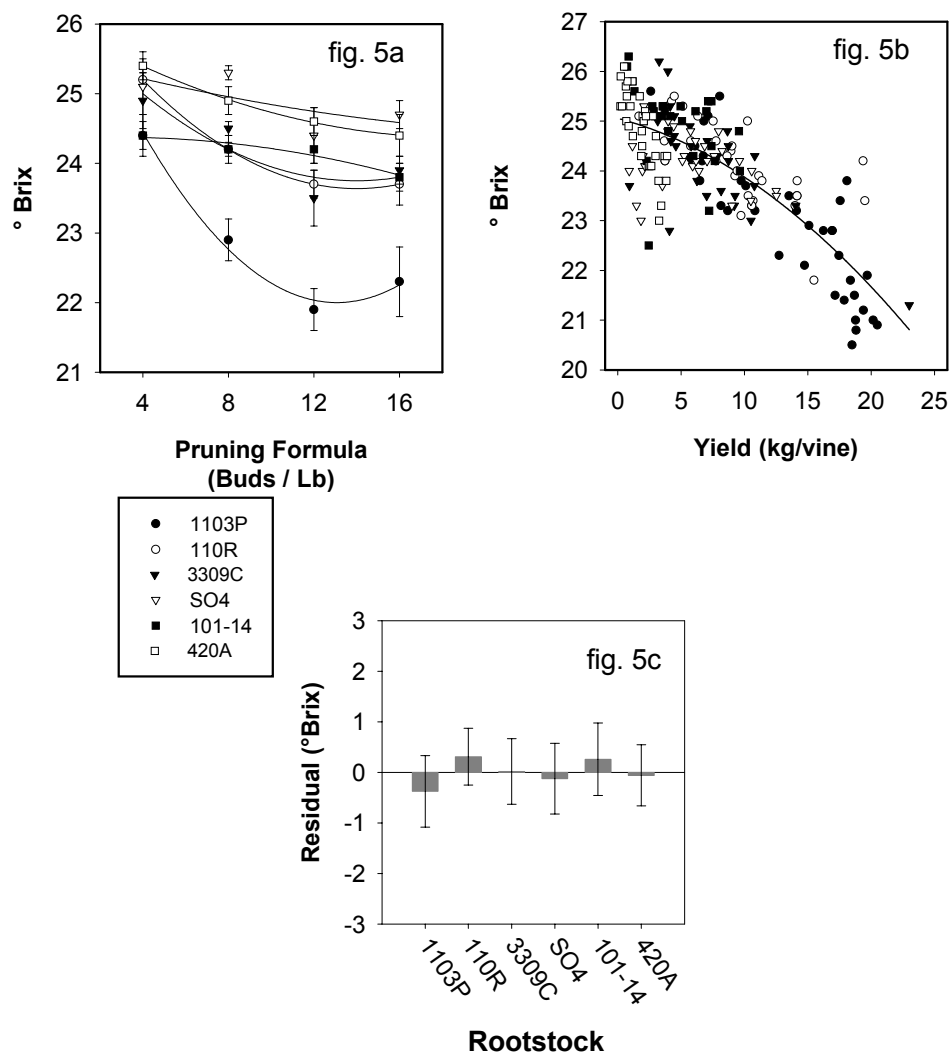 fig. 5a
° Brix
26
25
24
23
22
21
4 8 12 16
Pruning Formula
(Buds / Lb)
fig. 5b
° Brix
27
26
25
24
23
22
21
20
0 5 10 15 20 25
Yield (kg/vine)
1103P
110R
3309C
SO4
101-14
420A
fig. 5c
Residual (°Brix)
3
2
1
0
-1
-2
-3
1103P 110R 3309C SO4 101-14 420A
Rootstock